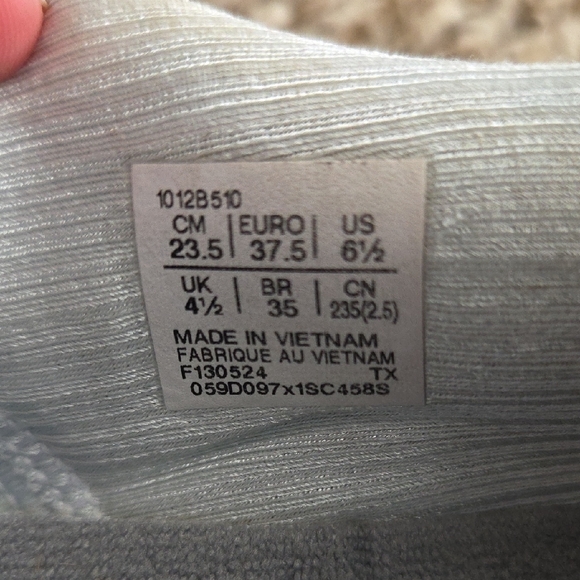 1012B510
CM EURO US
23.5 37.5 6½
UK BR CN
4½ 35 235(2.5)
MADE IN VIETNAM
FABRIQUE AU VIETNAM
F130524 TX
059D097x1SC458S